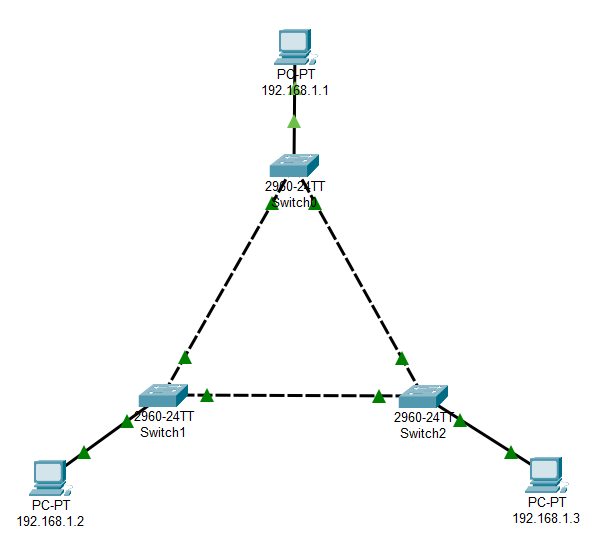 PC-PT
192.168.1.1
2960-24TT
Switch0
2960-24TT
Switch1
2960-24TT
Switch2
PC-PT
192.168.1.2
PC-PT
192.168.1.3